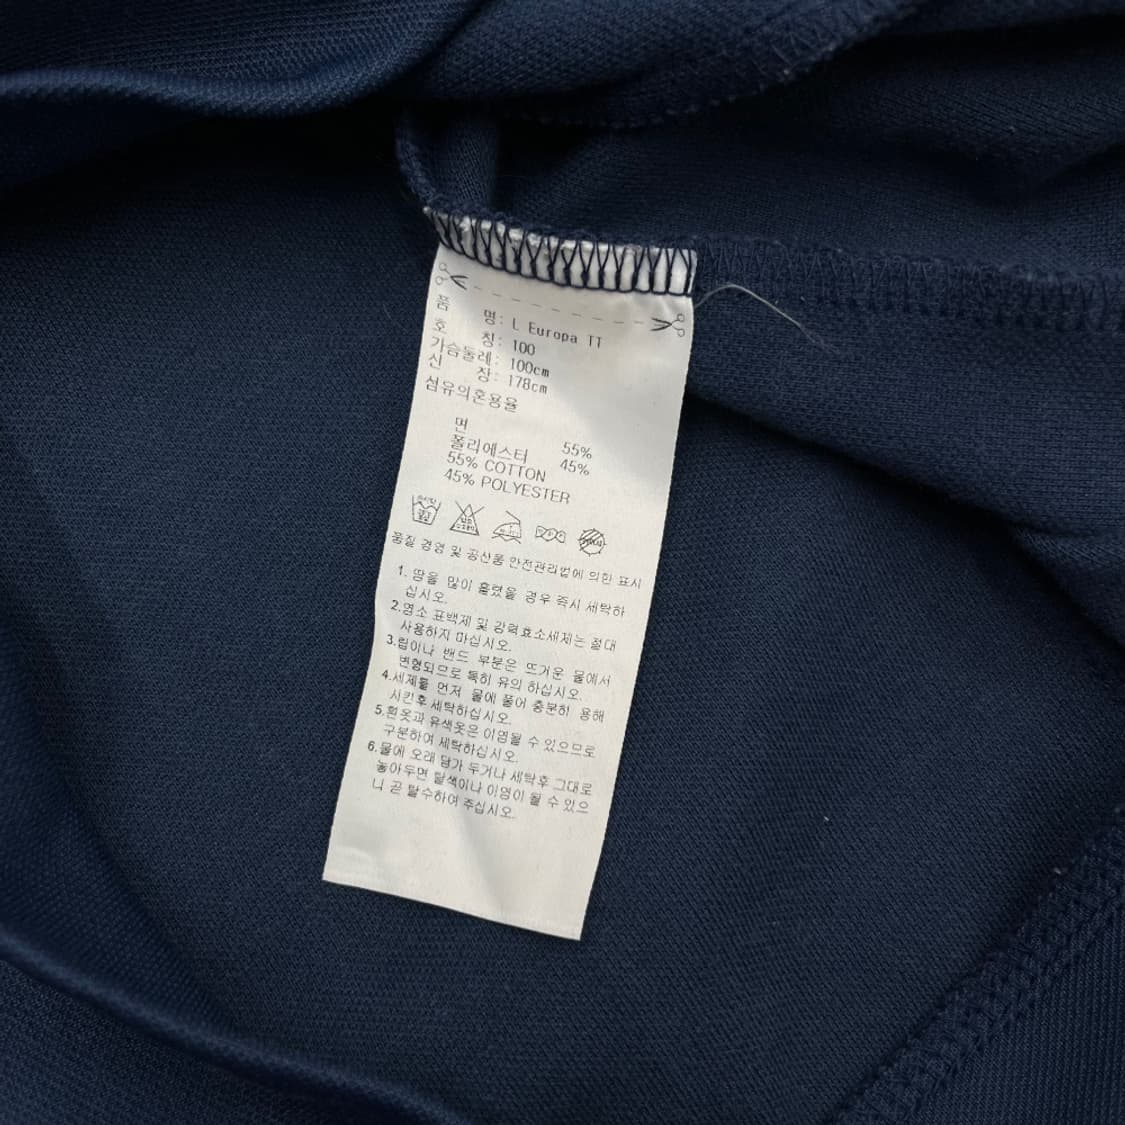 품 명: L Europa TT
호 칭: 100
가슴둘레: 100cm
신 장: 178cm
섬유의혼용율
면 55%
폴리에스터 45%
55% COTTON
45% POLYESTER
품질 경영 및 공산품 안전관리법에 의한 표시
1. 땀을 많이 흘렸을 경우 즉시 세탁하
십시오.
2.염소 표백제 및 강력효소세제는 절대
사용하지 마십시오.
3.립이나 밴드 부분은 뜨거운 물에서
변형되므로 특히 유의 하십시오.
4.세제를 먼저 물에 풀어 충분히 용해
시킨후 세탁하십시오.
5.흰옷과 유색옷은 이염될 수 있으므로
구분하여 세탁하십시오.
6.물에 오래 담가 두거나 세탁후 그대로
놓아두면 탈색이나 이염이 될 수 있으
니 곧 탈수하여 주십시오.